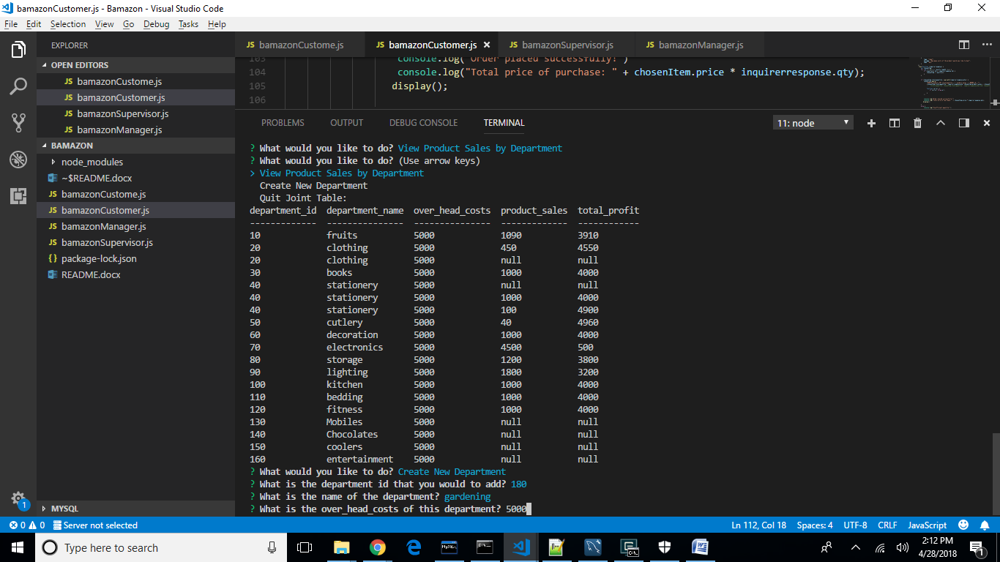 bamazonCustomer.js - Bamazon - Visual Studio Code
File Edit Selection View Go Debug Tasks Help
EXPLORER
OPEN EDITORS
JS bamazonCustome.js
JS bamazonCustomer.js
JS bamazonSupervisor.js
JS bamazonManager.js
BAMAZON
node_modules
~$README.docx
JS bamazonCustome.js
JS bamazonCustomer.js
JS bamazonManager.js
JS bamazonSupervisor.js
{} package-lock.json
README.docx
MYSQL
JS bamazonCustome.js JS bamazonCustomer.js × JS bamazonSupervisor.js JS bamazonManager.js
103 console.log("Order placed successfully!")
104 console.log("Total price of purchase: " + chosenItem.price * inquirerresponse.qty);
105 display();
106
PROBLEMS OUTPUT DEBUG CONSOLE TERMINAL 11: node
? What would you like to do? View Product Sales by Department
? What would you like to do? (Use arrow keys)
> View Product Sales by Department
Create New Department
Quit Joint Table:
department_id department_name over_head_costs product_sales total_profit
------------- --------------- --------------- ------------- ------------
10 fruits 5000 1090 3910
20 clothing 5000 450 4550
20 clothing 5000 null null
30 books 5000 1000 4000
40 stationery 5000 null null
40 stationery 5000 1000 4000
40 stationery 5000 100 4900
50 cutlery 5000 40 4960
60 decoration 5000 1000 4000
70 electronics 5000 4500 500
80 storage 5000 1200 3800
90 lighting 5000 1800 3200
100 kitchen 5000 1000 4000
110 bedding 5000 1000 4000
120 fitness 5000 1000 4000
130 Mobiles 5000 null null
140 Chocolates 5000 null null
150 coolers 5000 null null
160 entertainment 5000 null null
? What would you like to do? Create New Department
? What is the department id that you would to add? 180
? What is the name of the department? gardening
? What is the over_head_costs of this department? 5000
1
0 0 Server not selected Ln 112, Col 18 Spaces: 4 UTF-8 CRLF JavaScript
Type here to search
2:12 PM
4/28/2018
1